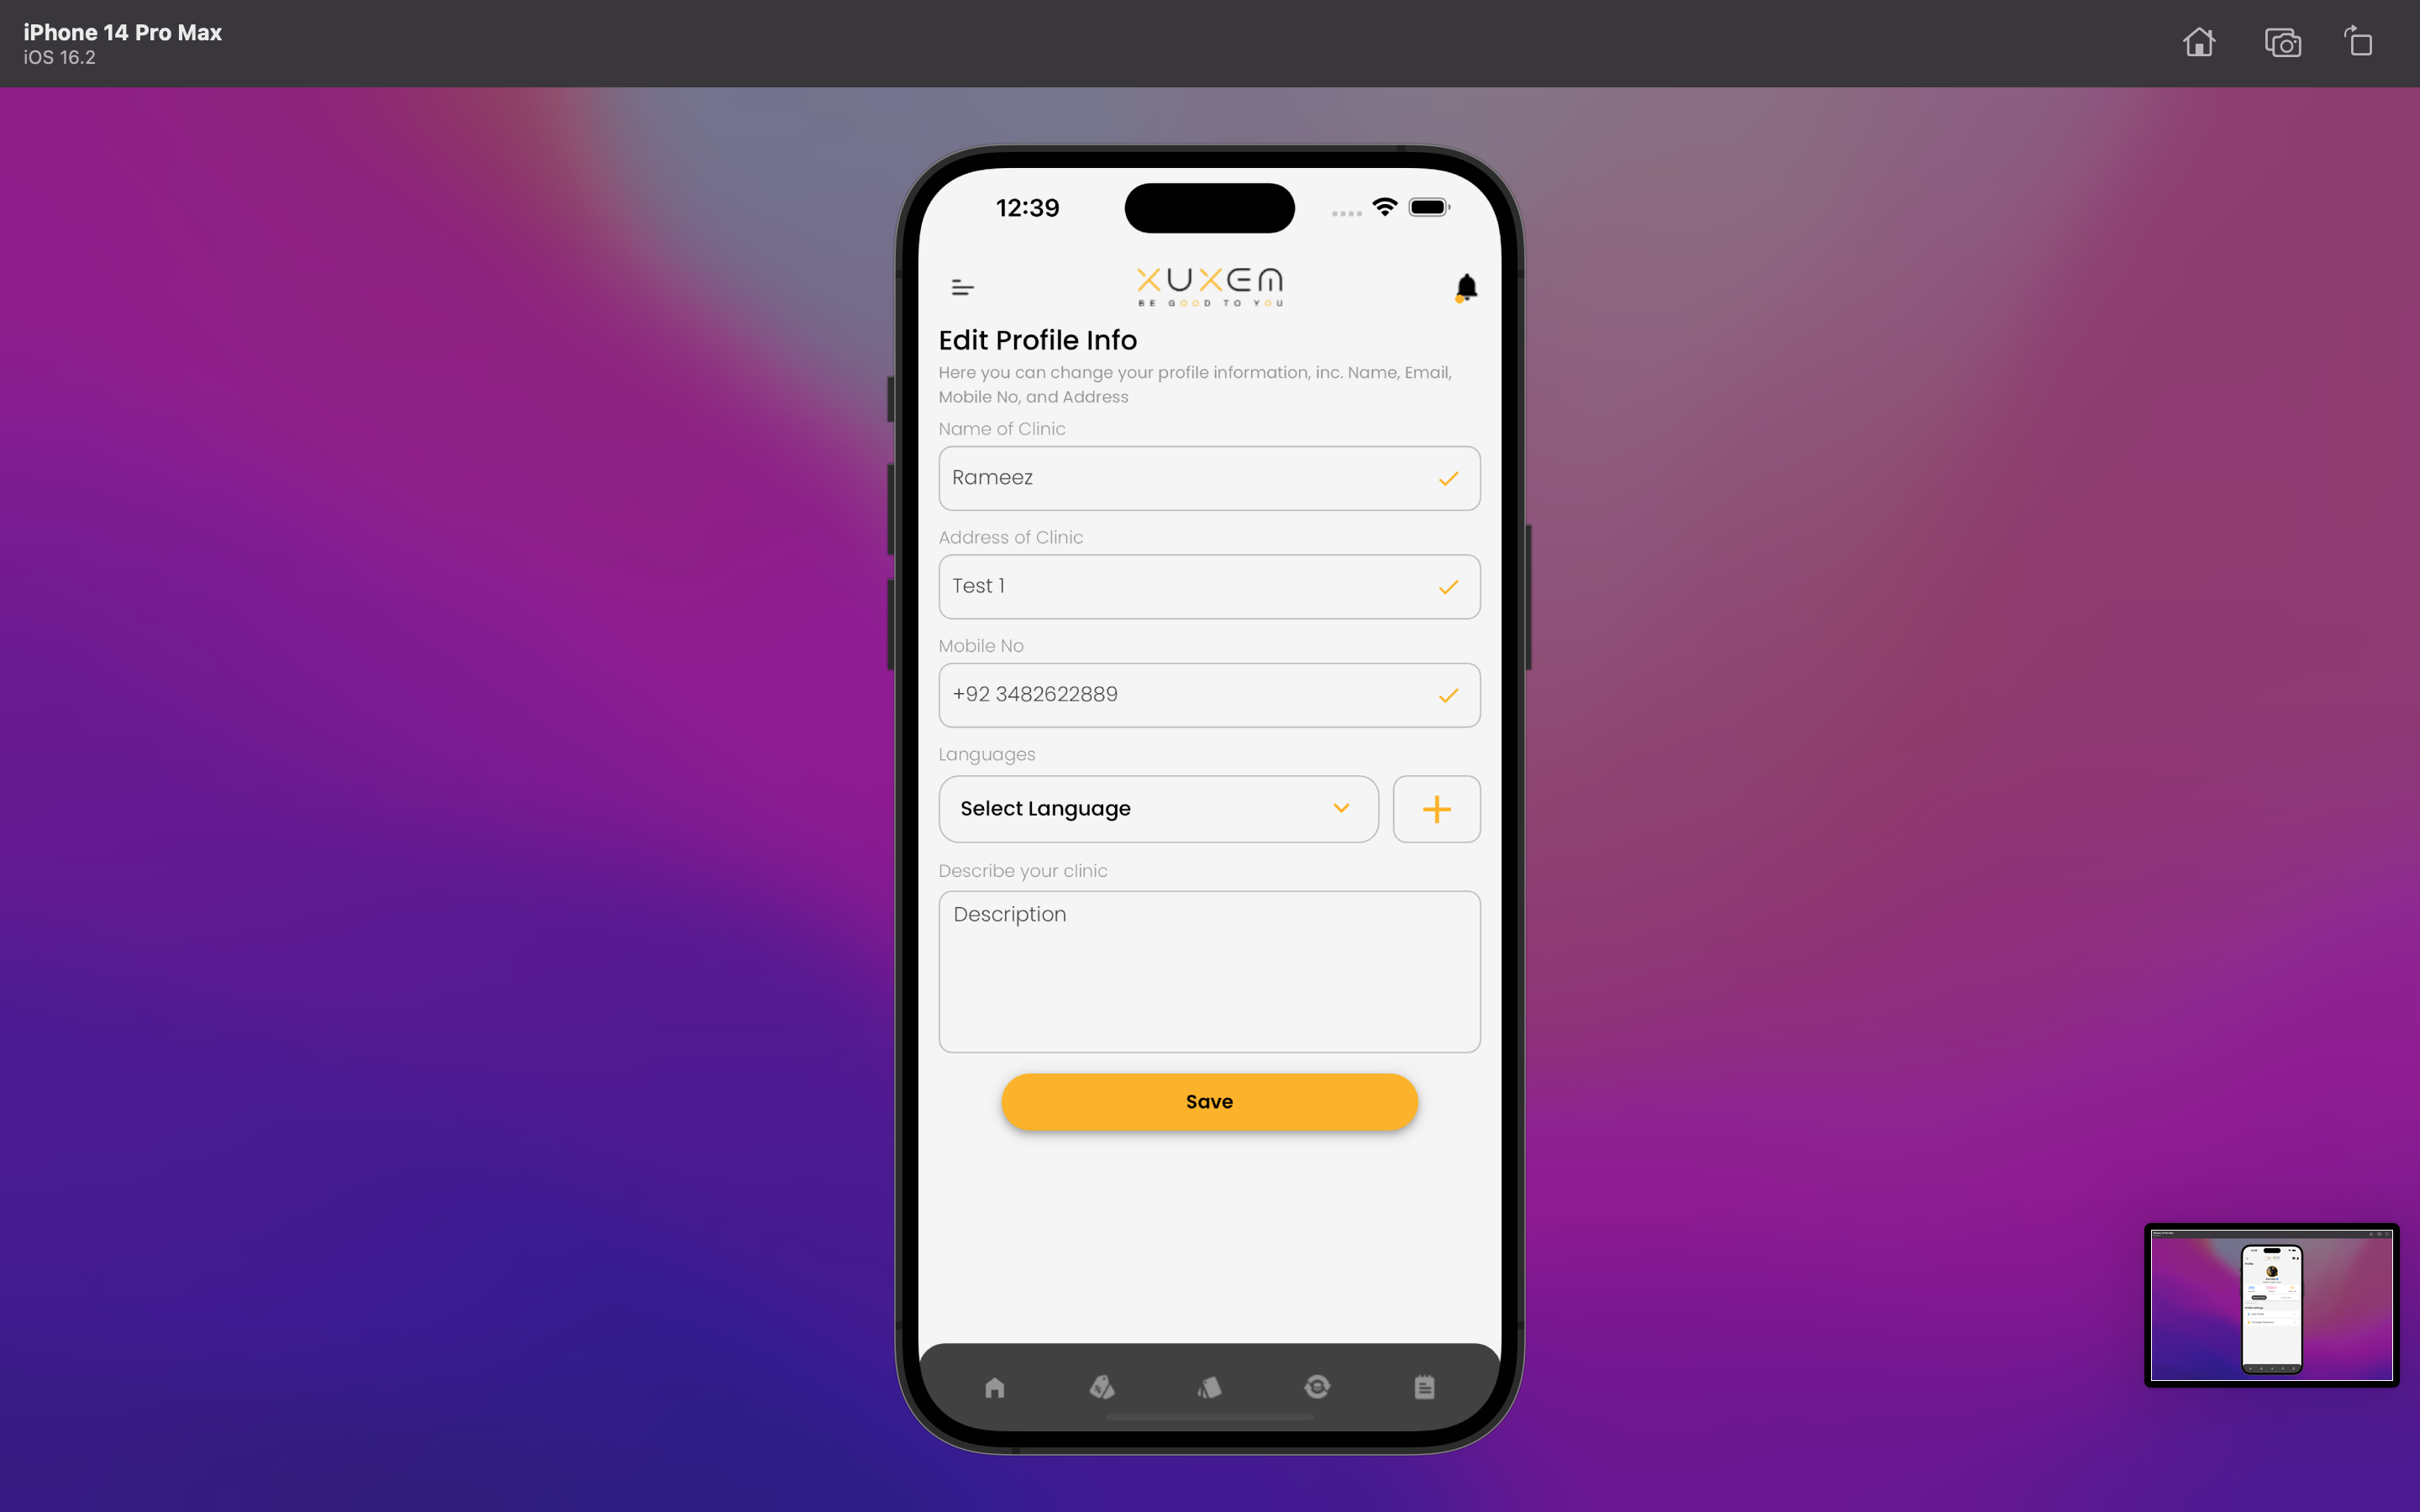 iPhone 14 Pro Max
iOS 16.2
12:39
XUXEM
BE GOOD TO YOU
Edit Profile Info
Here you can change your profile information, inc. Name, Email,
Mobile No, and Address
Name of Clinic
Rameez
Address of Clinic
Test 1
Mobile No
+92 3482622889
Languages
Select Language
Describe your clinic
Description
Save